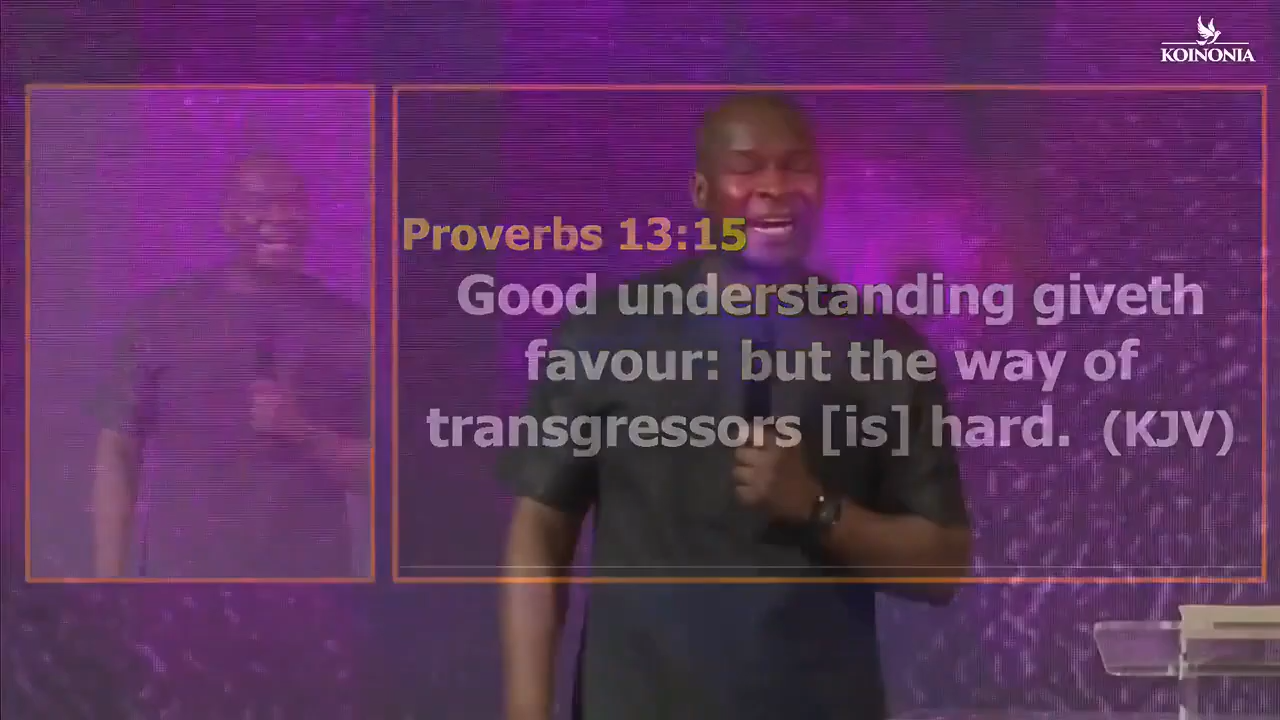 KOINONIA
Proverbs 13:15
Good understanding giveth
favour: but the way of
transgressors [is] hard. (KJV)